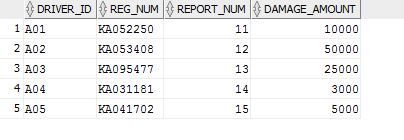 DRIVER_ID REG_NUM REPORT_NUM DAMAGE_AMOUNT
1 A01 KA052250 11 10000
2 A02 KA053408 12 50000
3 A03 KA095477 13 25000
4 A04 KA031181 14 3000
5 A05 KA041702 15 5000